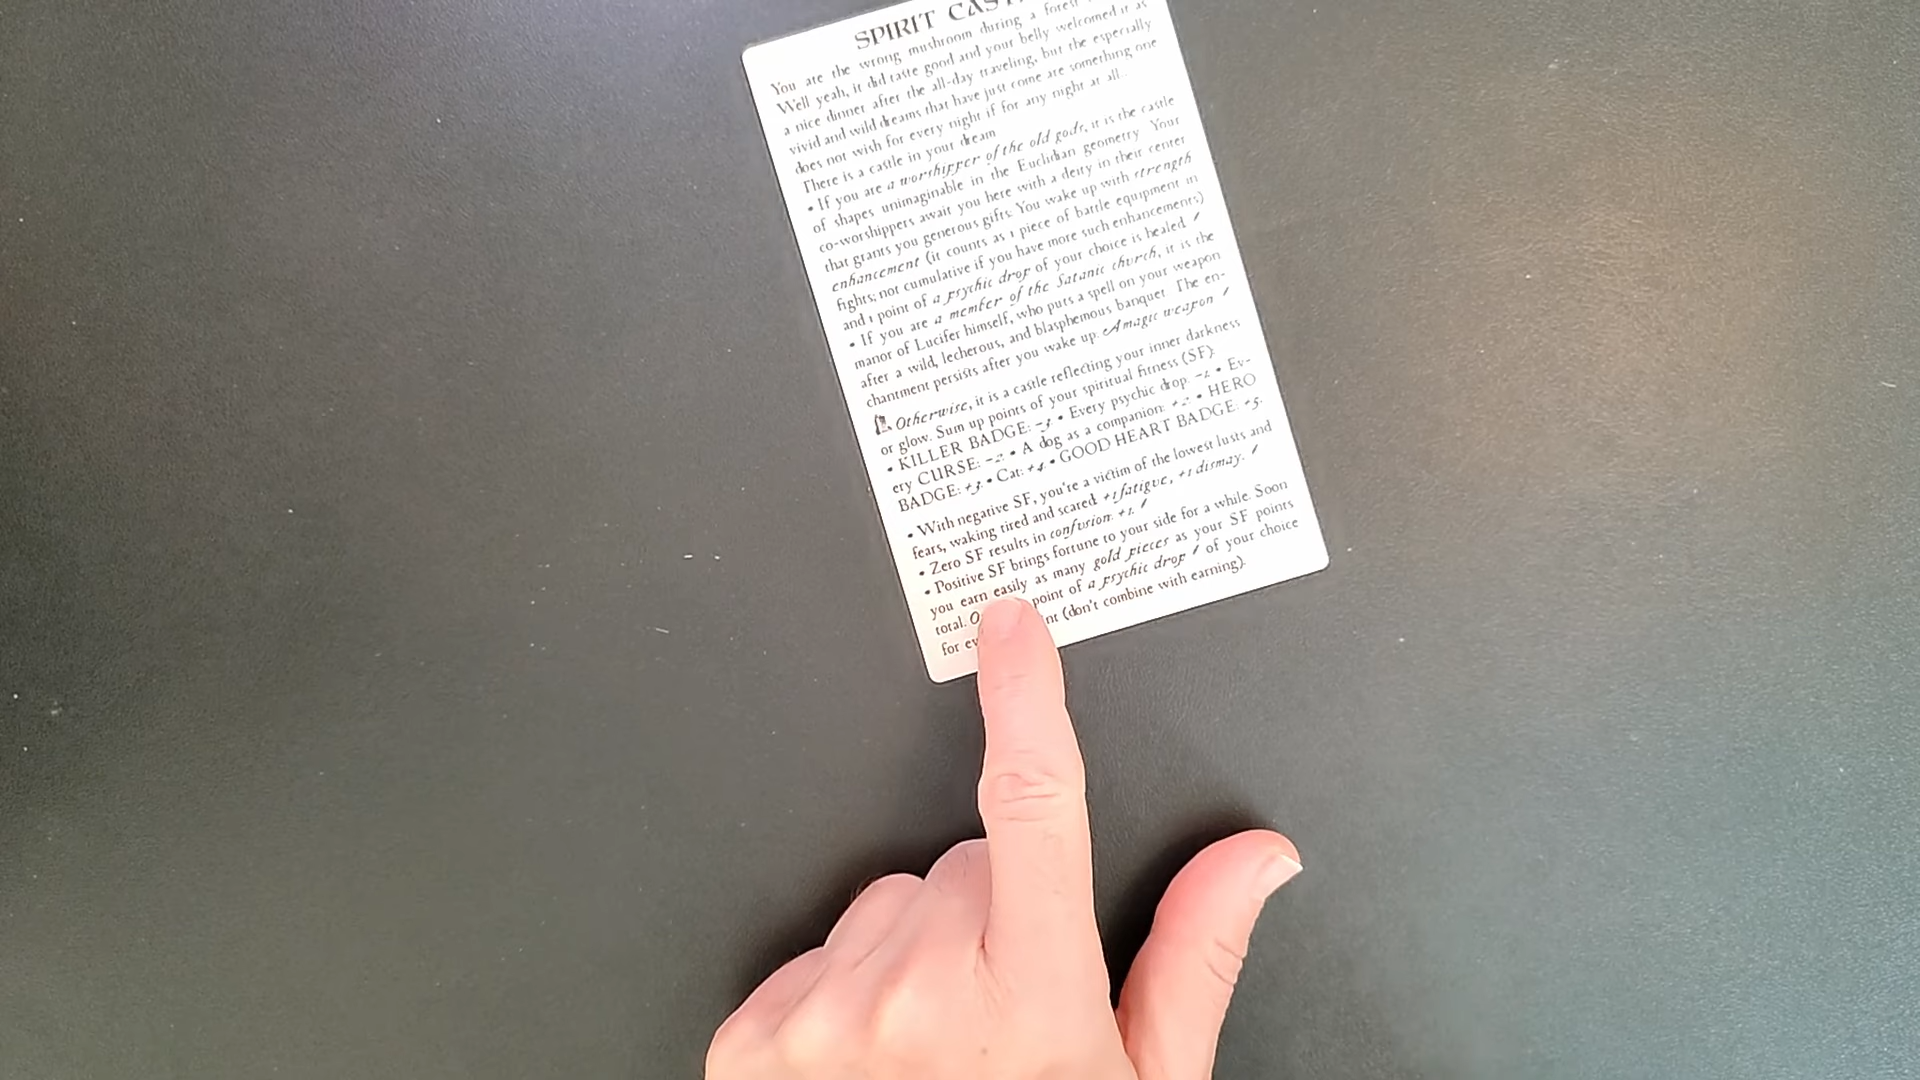 SPIRIT
You are the wrong mushroom during a forest
Well yeah, it did taste good and your belly welcomed it as
a nice dinner after the all-day traveling, but the especially
vivid and wild dreams that have just come are something one
does not wish for every night if for any night at all...
There is a castle in your dream
• If you are a worshipper of the old gods, it is the castle
of shapes unimaginable in the Euclidian geometry. Your
co-worshippers await you here with a deity in their center
that grants you generous gifts. You wake up with strength
enhancement (it counts as 1 piece of battle equipment in
fights; not cumulative if you have more such enhancements)
and 1 point of a psychic drop of your choice is healed.
• If you are a member of the Satanic church, it is the
manor of Lucifer himself, who puts a spell on your weapon
after a wild, lecherous, and blasphemous banquet. The en-
chantment persists after you wake up. A magic weapon
Otherwise, it is a castle reflecting your inner darkness
or glow. Sum up points of your spiritual fitness (SF):
• KILLER BADGE: -3 • Every psychic drop: • Ev-
ery CURSE: -2 • A dog as a companion: +2 • HERO
BADGE: +3 • Cat: +4 • GOOD HEART BADGE: +5.
• With negative SF, you're a victim of the lowest lusts and
fears, waking tired and scared. +1 fatigue, +1 dismay.
• Zero SF results in confusion: +1.
• Positive SF brings fortune to your side for a while. Soon
you earn easily as many gold pieces as your SF points
total. point of a psychic drop of your choice
for (don't combine with earning).